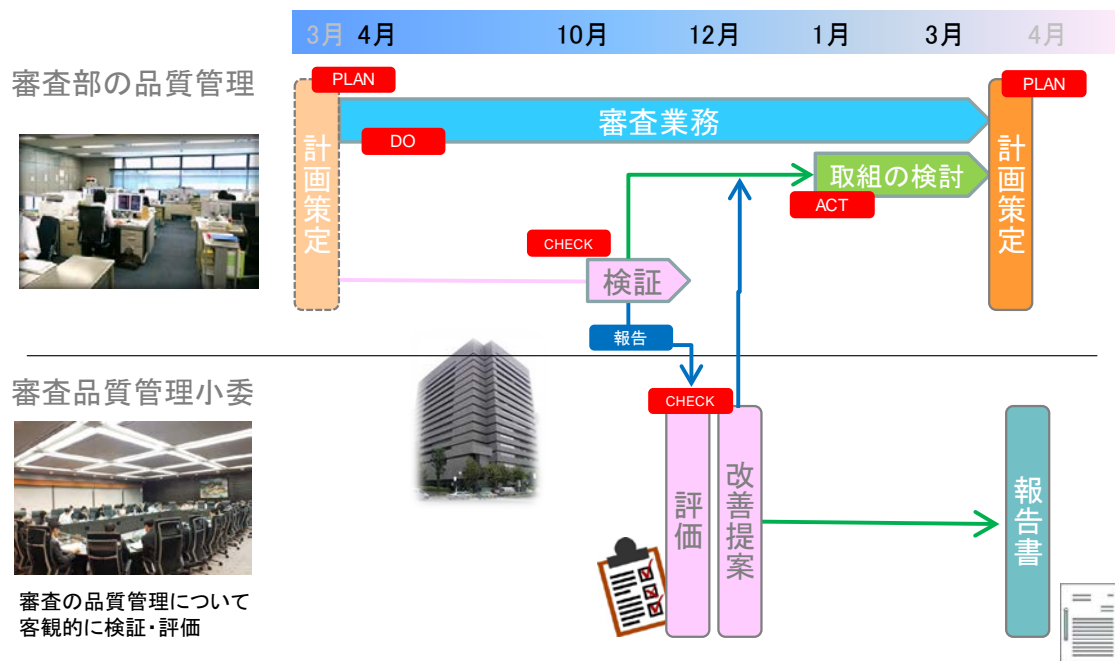 3月 4月 10月 12月 1月 3月 4月
審査部の品質管理
PLAN
計画策定
審査業務
DO
取組の検討
ACT
PLAN
計画策定
CHECK
検証
報告
審査品質管理小委
CHECK
評価
改善提案
報告書
審査の品質管理について
客観的に検証・評価